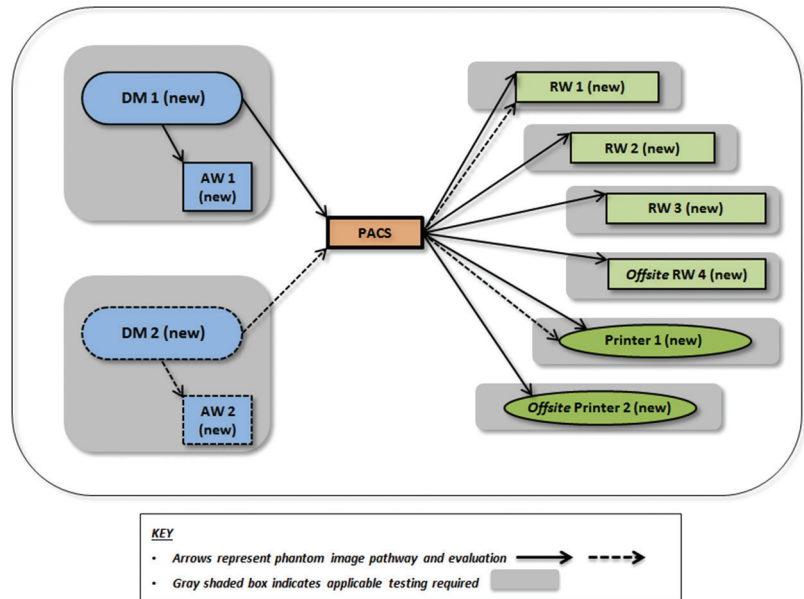 DM 1 (new)
AW 1
(new)
DM 2 (new)
AW 2
(new)
PACS
RW 1 (new)
RW 2 (new)
RW 3 (new)
Offsite RW 4 (new)
Printer 1 (new)
Offsite Printer 2 (new)
KEY
• Arrows represent phantom image pathway and evaluation
• Gray shaded box indicates applicable testing required